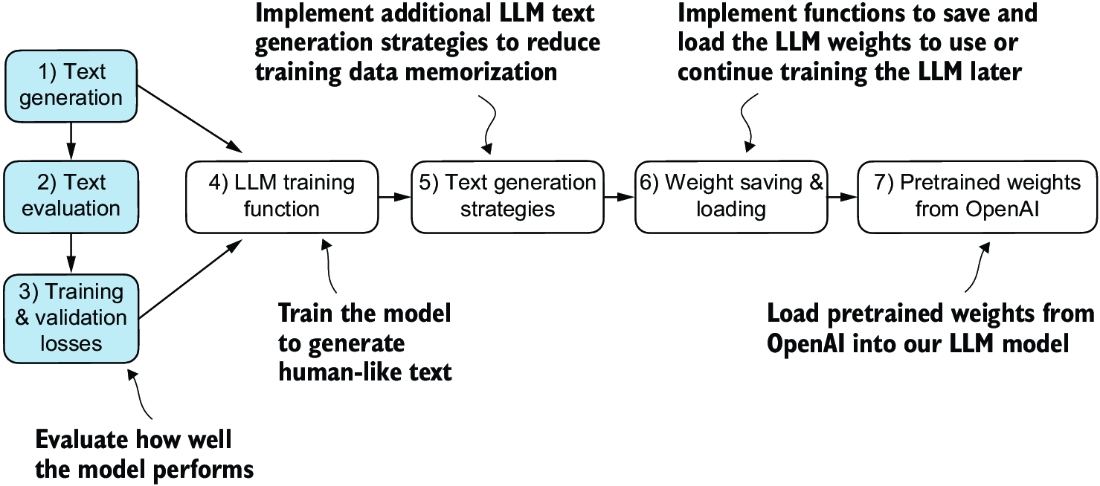 Implement additional LLM text
generation strategies to reduce
training data memorization
Implement functions to save and
load the LLM weights to use or
continue training the LLM later
1) Text
generation
2) Text
evaluation
3) Training
& validation
losses
4) LLM training
function
5) Text generation
strategies
6) Weight saving &
loading
7) Pretrained weights
from OpenAI
Train the model
to generate
human-like text
Load pretrained weights from
OpenAI into our LLM model
Evaluate how well
the model performs